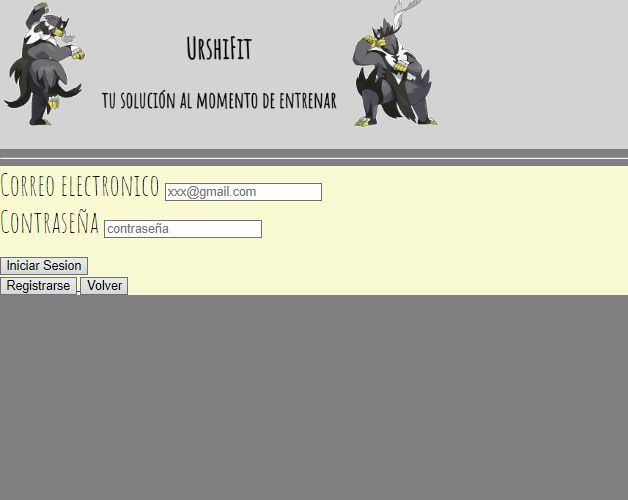 UrshiFit
tu solución al momento de entrenar
Correo electronico xxx@gmail.com
Contraseña contraseña
Iniciar Sesion
Registrarse Volver